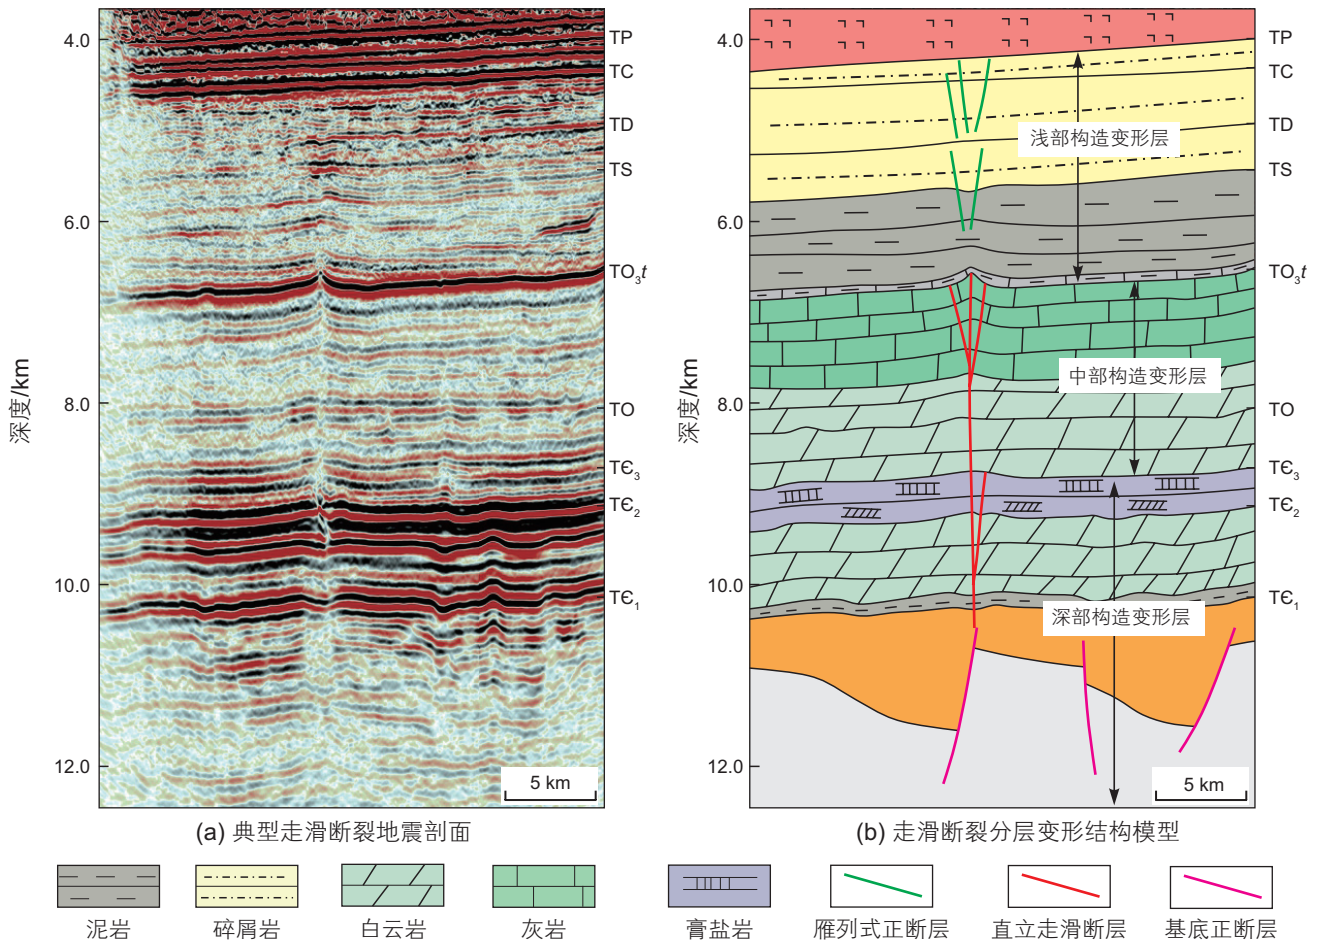 4.0
6.0
8.0
10.0
12.0
深度/km
TP
TC
TD
TS
TO₃t
TO
TЄ₃
TЄ₂
TЄ₁
5 km
(a) 典型走滑断裂地震剖面
4.0
6.0
8.0
10.0
12.0
深度/km
浅部构造变形层
中部构造变形层
深部构造变形层
TP
TC
TD
TS
TO₃t
TO
TЄ₃
TЄ₂
TЄ₁
5 km
(b) 走滑断裂分层变形结构模型
泥岩
碎屑岩
白云岩
灰岩
膏盐岩
雁列式正断层
直立走滑断层
基底正断层